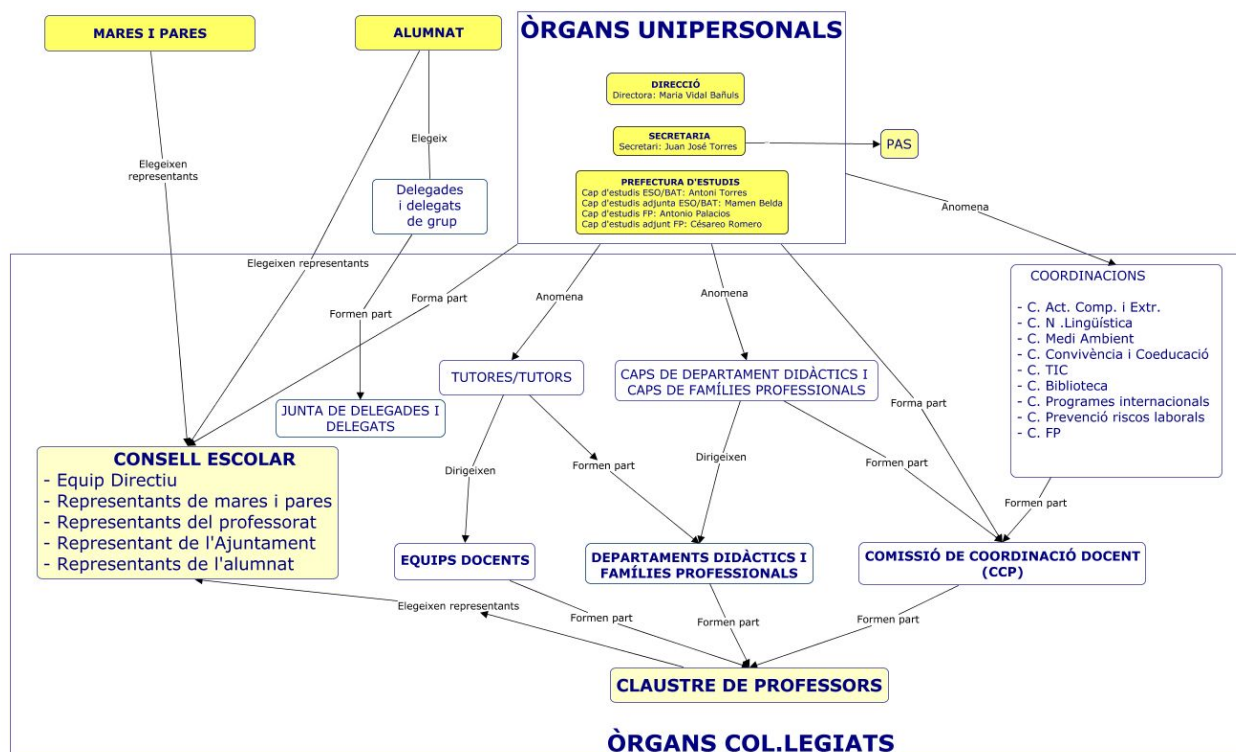 MARES I PARES
ALUMNAT
ÒRGANS UNIPERSONALS
DIRECCIÓ
Directora: Maria Vidal Bañuls
SECRETARIA
Secretari: Juan José Torres
PAS
PREFECTURA D'ESTUDIS
Cap d'estudis ESO/BAT: Antoni Torres
Cap d'estudis adjunta ESO/BAT: Mamen Belda
Cap d'estudis FP: Antonio Palacios
Cap d'estudis adjunt FP: Césareo Romero
Elegeix
Elegeixen
representants
Delegades
i delegats
de grup
Anomena
Elegeixen representants
Formen part
Forma part
Anomena
Anomena
COORDINACIONS
- C. Act. Comp. i Extr.
- C. N .Lingüística
- C. Medi Ambient
- C. Convivència i Coeducació
- C. TIC
- C. Biblioteca
- C. Programes internacionals
- C. Prevenció riscos laborals
- C. FP
TUTORES/TUTORS
CAPS DE DEPARTAMENT DIDÀCTICS I
CAPS DE FAMÍLIES PROFESSIONALS
Forma part
JUNTA DE DELEGADES I
DELEGATS
CONSELL ESCOLAR
- Equip Directiu
- Representants de mares i pares
- Representants del professorat
- Representant de l'Ajuntament
- Representants de l'alumnat
Dirigeixen
Formen part
Dirigeixen
Formen part
Formen part
EQUIPS DOCENTS
DEPARTAMENTS DIDÀCTICS I
FAMÍLIES PROFESSIONALS
COMISSIÓ DE COORDINACIÓ DOCENT
(CCP)
Elegeixen representants
Formen part
Formen part
Formen part
CLAUSTRE DE PROFESSORS
ÒRGANS COL.LEGIATS